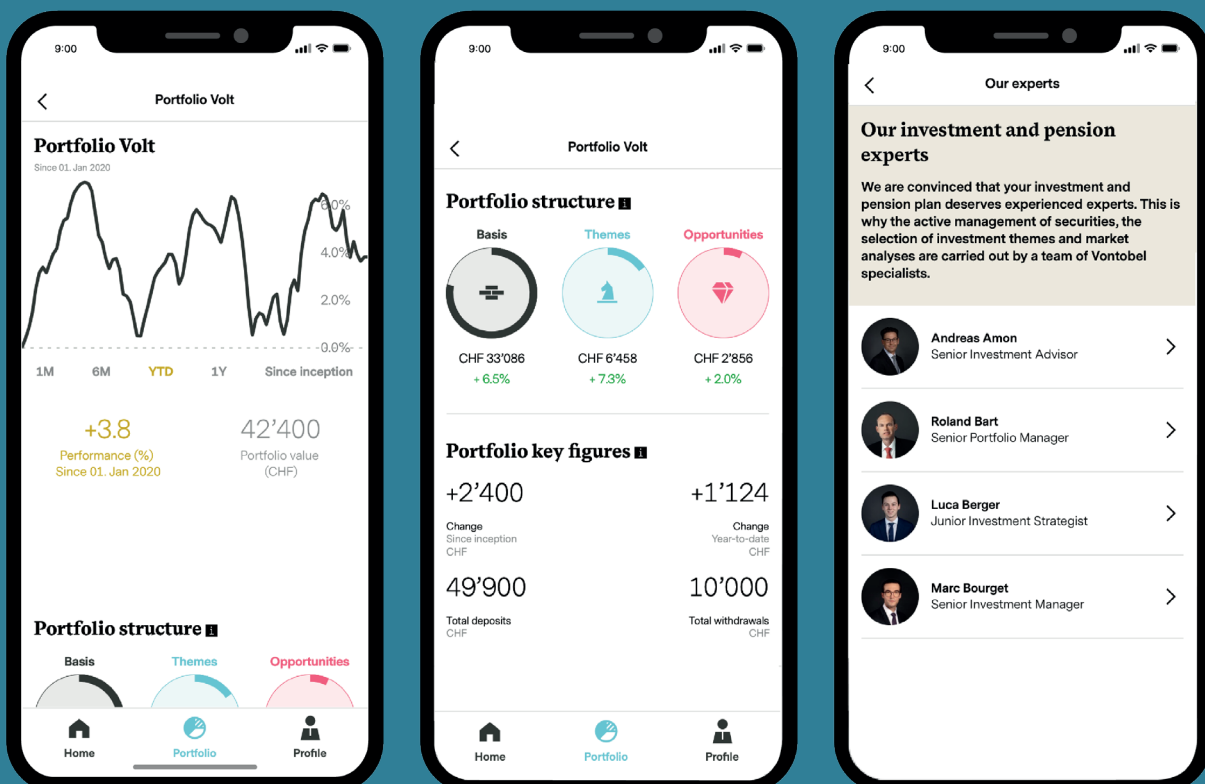 9:00
Portfolio Volt
Portfolio Volt
Since 01. Jan 2020
6.0%
4.0%
2.0%
0.0%
1M 6M YTD 1Y Since inception
+3.8 42'400
Performance (%) Portfolio value
Since 01. Jan 2020 (CHF)
Portfolio structure i
Basis Themes Opportunities
Home Portfolio Profile
9:00
Portfolio Volt
Portfolio structure i
Basis Themes Opportunities
CHF 33'086 CHF 6'458 CHF 2'856
+ 6.5% + 7.3% + 2.0%
Portfolio key figures i
+2'400 +1'124
Change Change
Since inception Year-to-date
CHF CHF
49'900 10'000
Total deposits Total withdrawals
CHF CHF
Home Portfolio Profile
9:00
Our experts
Our investment and pension
experts
We are convinced that your investment and
pension plan deserves experienced experts. This is
why the active management of securities, the
selection of investment themes and market
analyses are carried out by a team of Vontobel
specialists.
Andreas Amon
Senior Investment Advisor
Roland Bart
Senior Portfolio Manager
Luca Berger
Junior Investment Strategist
Marc Bourget
Senior Investment Manager